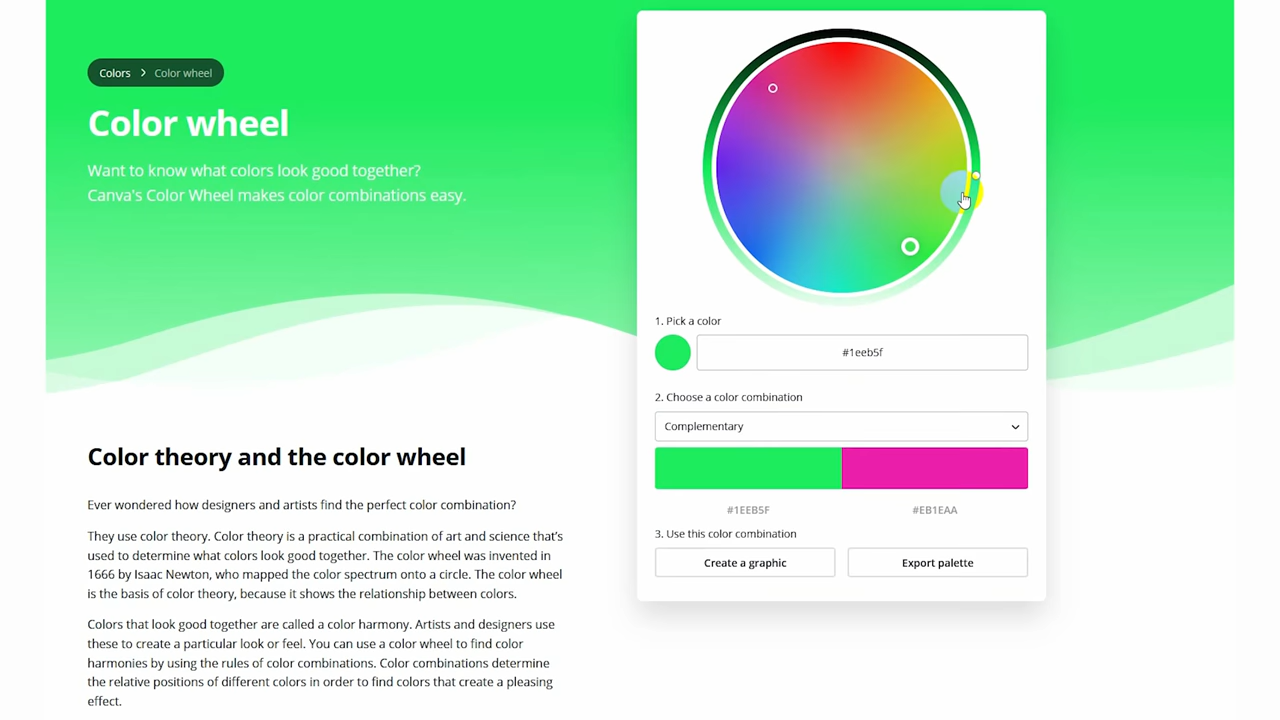 Colors > Color wheel
Color wheel
Want to know what colors look good together?
Canva's Color Wheel makes color combinations easy.
1. Pick a color
#1eeb5f
2. Choose a color combination
Complementary
#1EEB5F
#EB1EAA
3. Use this color combination
Create a graphic
Export palette
Color theory and the color wheel
Ever wondered how designers and artists find the perfect color combination?
They use color theory. Color theory is a practical combination of art and science that's
used to determine what colors look good together. The color wheel was invented in
1666 by Isaac Newton, who mapped the color spectrum onto a circle. The color wheel
is the basis of color theory, because it shows the relationship between colors.
Colors that look good together are called a color harmony. Artists and designers use
these to create a particular look or feel. You can use a color wheel to find color
harmonies by using the rules of color combinations. Color combinations determine
the relative positions of different colors in order to find colors that create a pleasing
effect.